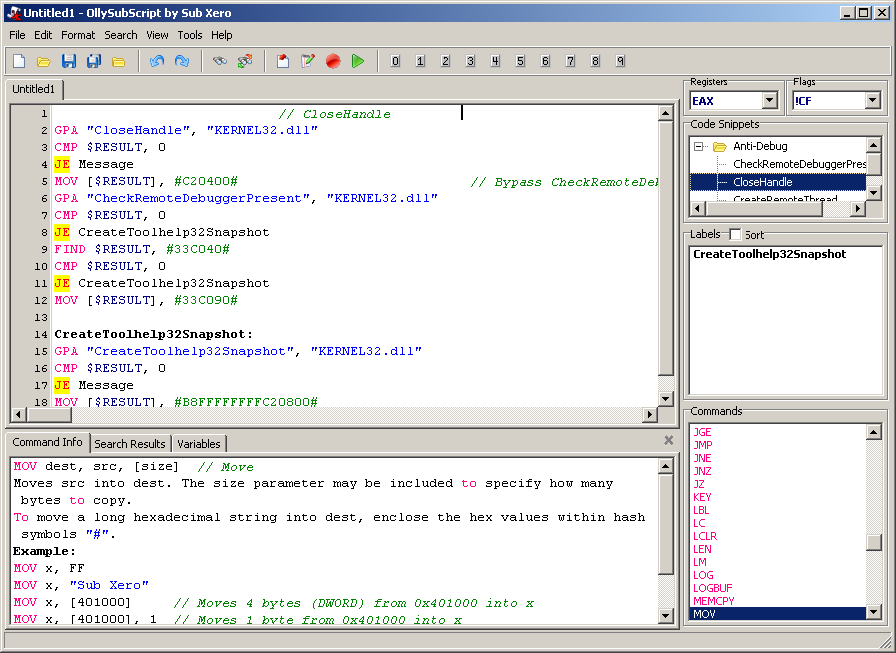 Untitled1 - OllySubScript by Sub Xero
File Edit Format Search View Tools Help
0 1 2 3 4 5 6 7 8 9
Untitled1
1 // CloseHandle
2 GPA "CloseHandle", "KERNEL32.dll"
3 CMP $RESULT, 0
4 JE Message
5 MOV [$RESULT], #C20400# // Bypass CheckRemoteDe
6 GPA "CheckRemoteDebuggerPresent", "KERNEL32.dll"
7 CMP $RESULT, 0
8 JE CreateToolhelp32Snapshot
9 FIND $RESULT, #33C040#
10 CMP $RESULT, 0
11 JE CreateToolhelp32Snapshot
12 MOV [$RESULT], #33C090#
13
14 CreateToolhelp32Snapshot:
15 GPA "CreateToolhelp32Snapshot", "KERNEL32.dll"
16 CMP $RESULT, 0
17 JE Message
18 MOV [$RESULT], #B8FFFFFFFFC20800#
Registers
EAX
Flags
!CF
Code Snippets
Anti-Debug
CheckRemoteDebuggerPres
CloseHandle
CreateRemoteThread
Labels Sort
CreateToolhelp32Snapshot
Command Info Search Results Variables
MOV dest, src, [size] // Move
Moves src into dest. The size parameter may be included to specify how many
bytes to copy.
To move a long hexadecimal string into dest, enclose the hex values within hash
symbols "#".
Example:
MOV x, FF
MOV x, "Sub Xero"
MOV x, [401000] // Moves 4 bytes (DWORD) from 0x401000 into x
MOV x, [401000], 1 // Moves 1 byte from 0x401000 into x
Commands
JGE
JMP
JNE
JNZ
JZ
KEY
LBL
LC
LCLR
LEN
LM
LOG
LOGBUF
MEMCPY
MOV